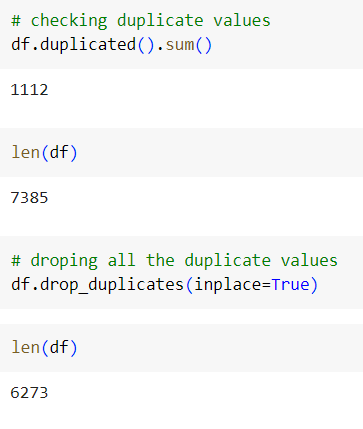 # checking duplicate values
df.duplicated().sum()
1112
len(df)
7385
# droping all the duplicate values
df.drop_duplicates(inplace=True)
len(df)
6273